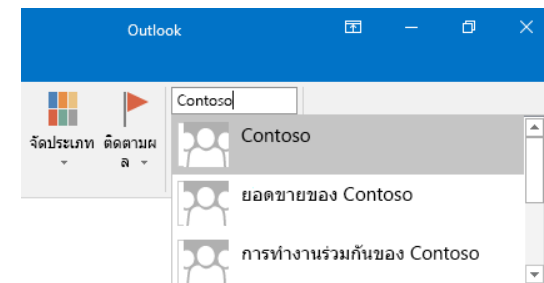 Outlook
Contoso
จัดประเภท
ติดตามผ
ล
Contoso
ยอดขายของ Contoso
การทำงานร่วมกันของ Contoso